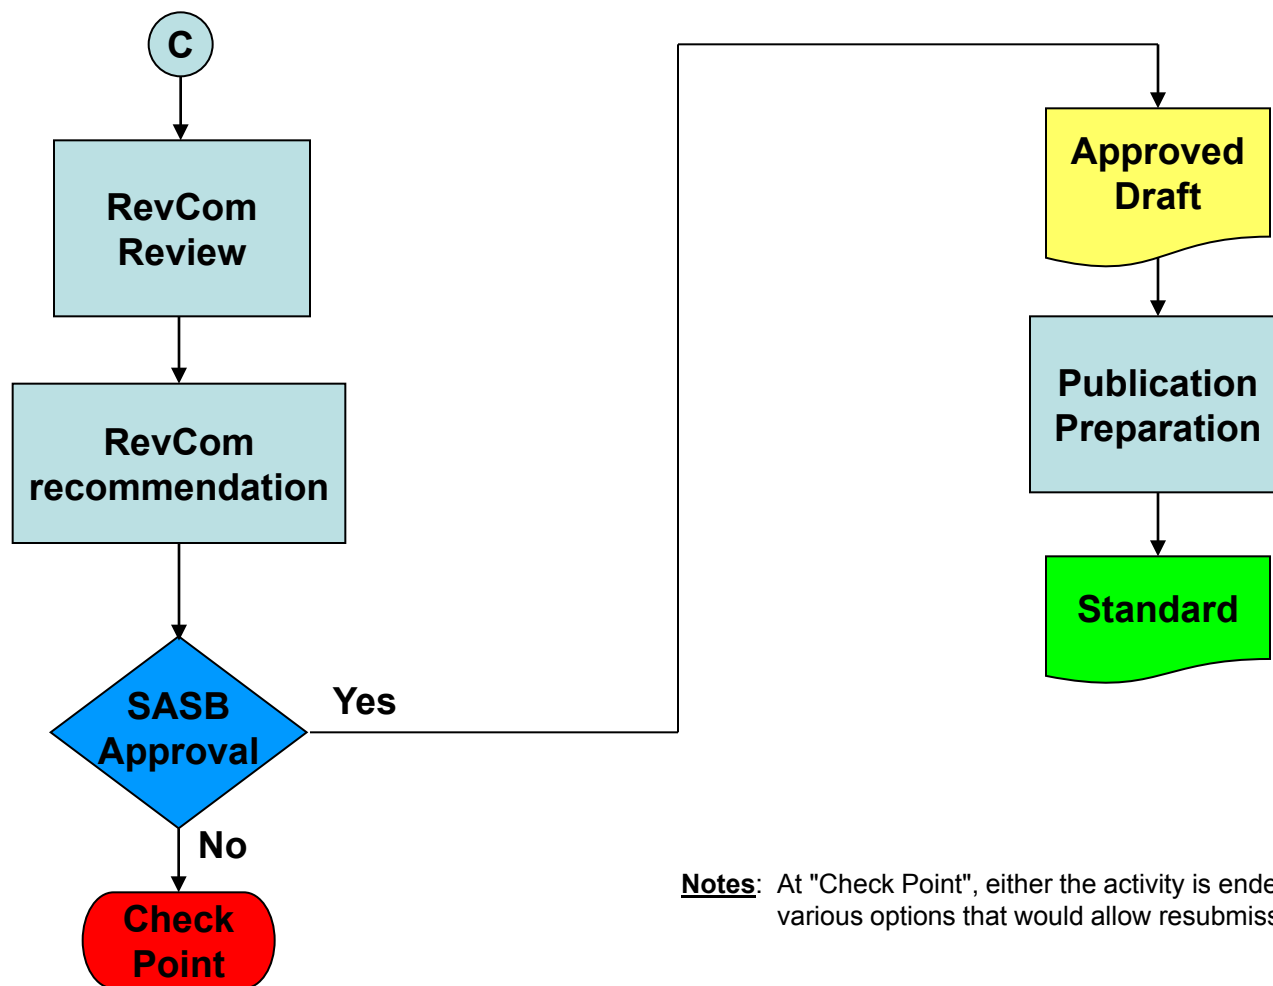 C
RevCom
Review
RevCom
recommendation
SASB
Approval
Yes
No
Check
Point
Approved
Draft
Publication
Preparation
Standard
Notes: At "Check Point", either the activity is ende
various options that would allow resubmiss